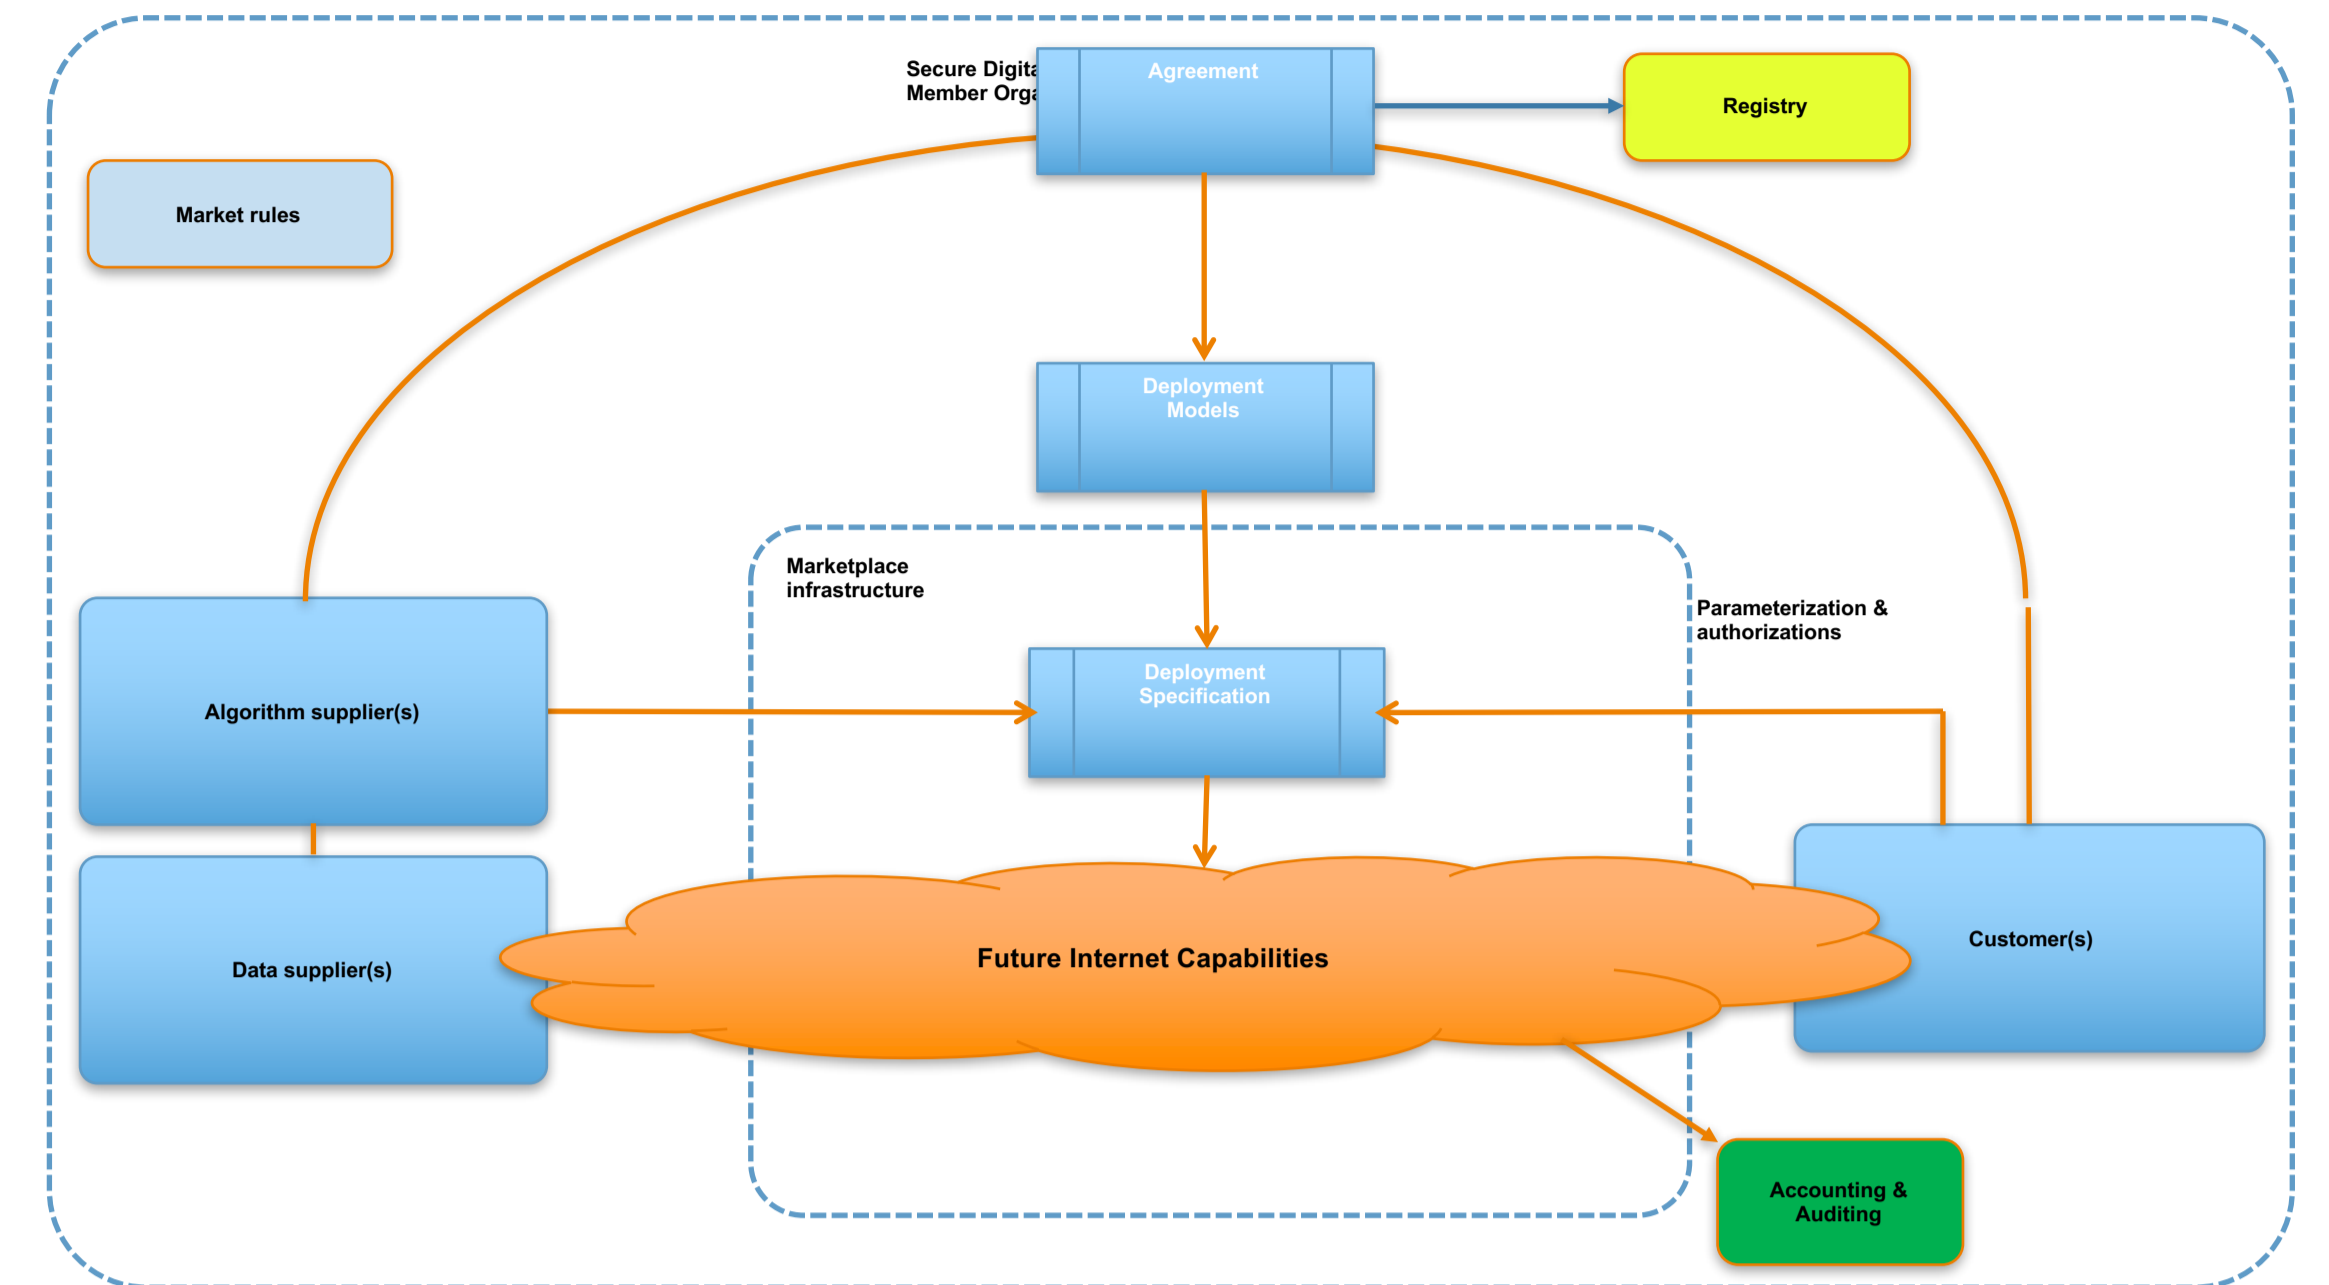 Secure Digita
Member Orga
Agreement
Registry
Market rules
Deployment
Models
Marketplace
infrastructure
Parameterization &
authorizations
Deployment
Specification
Algorithm supplier(s)
Customer(s)
Future Internet Capabilities
Data supplier(s)
Accounting &
Auditing